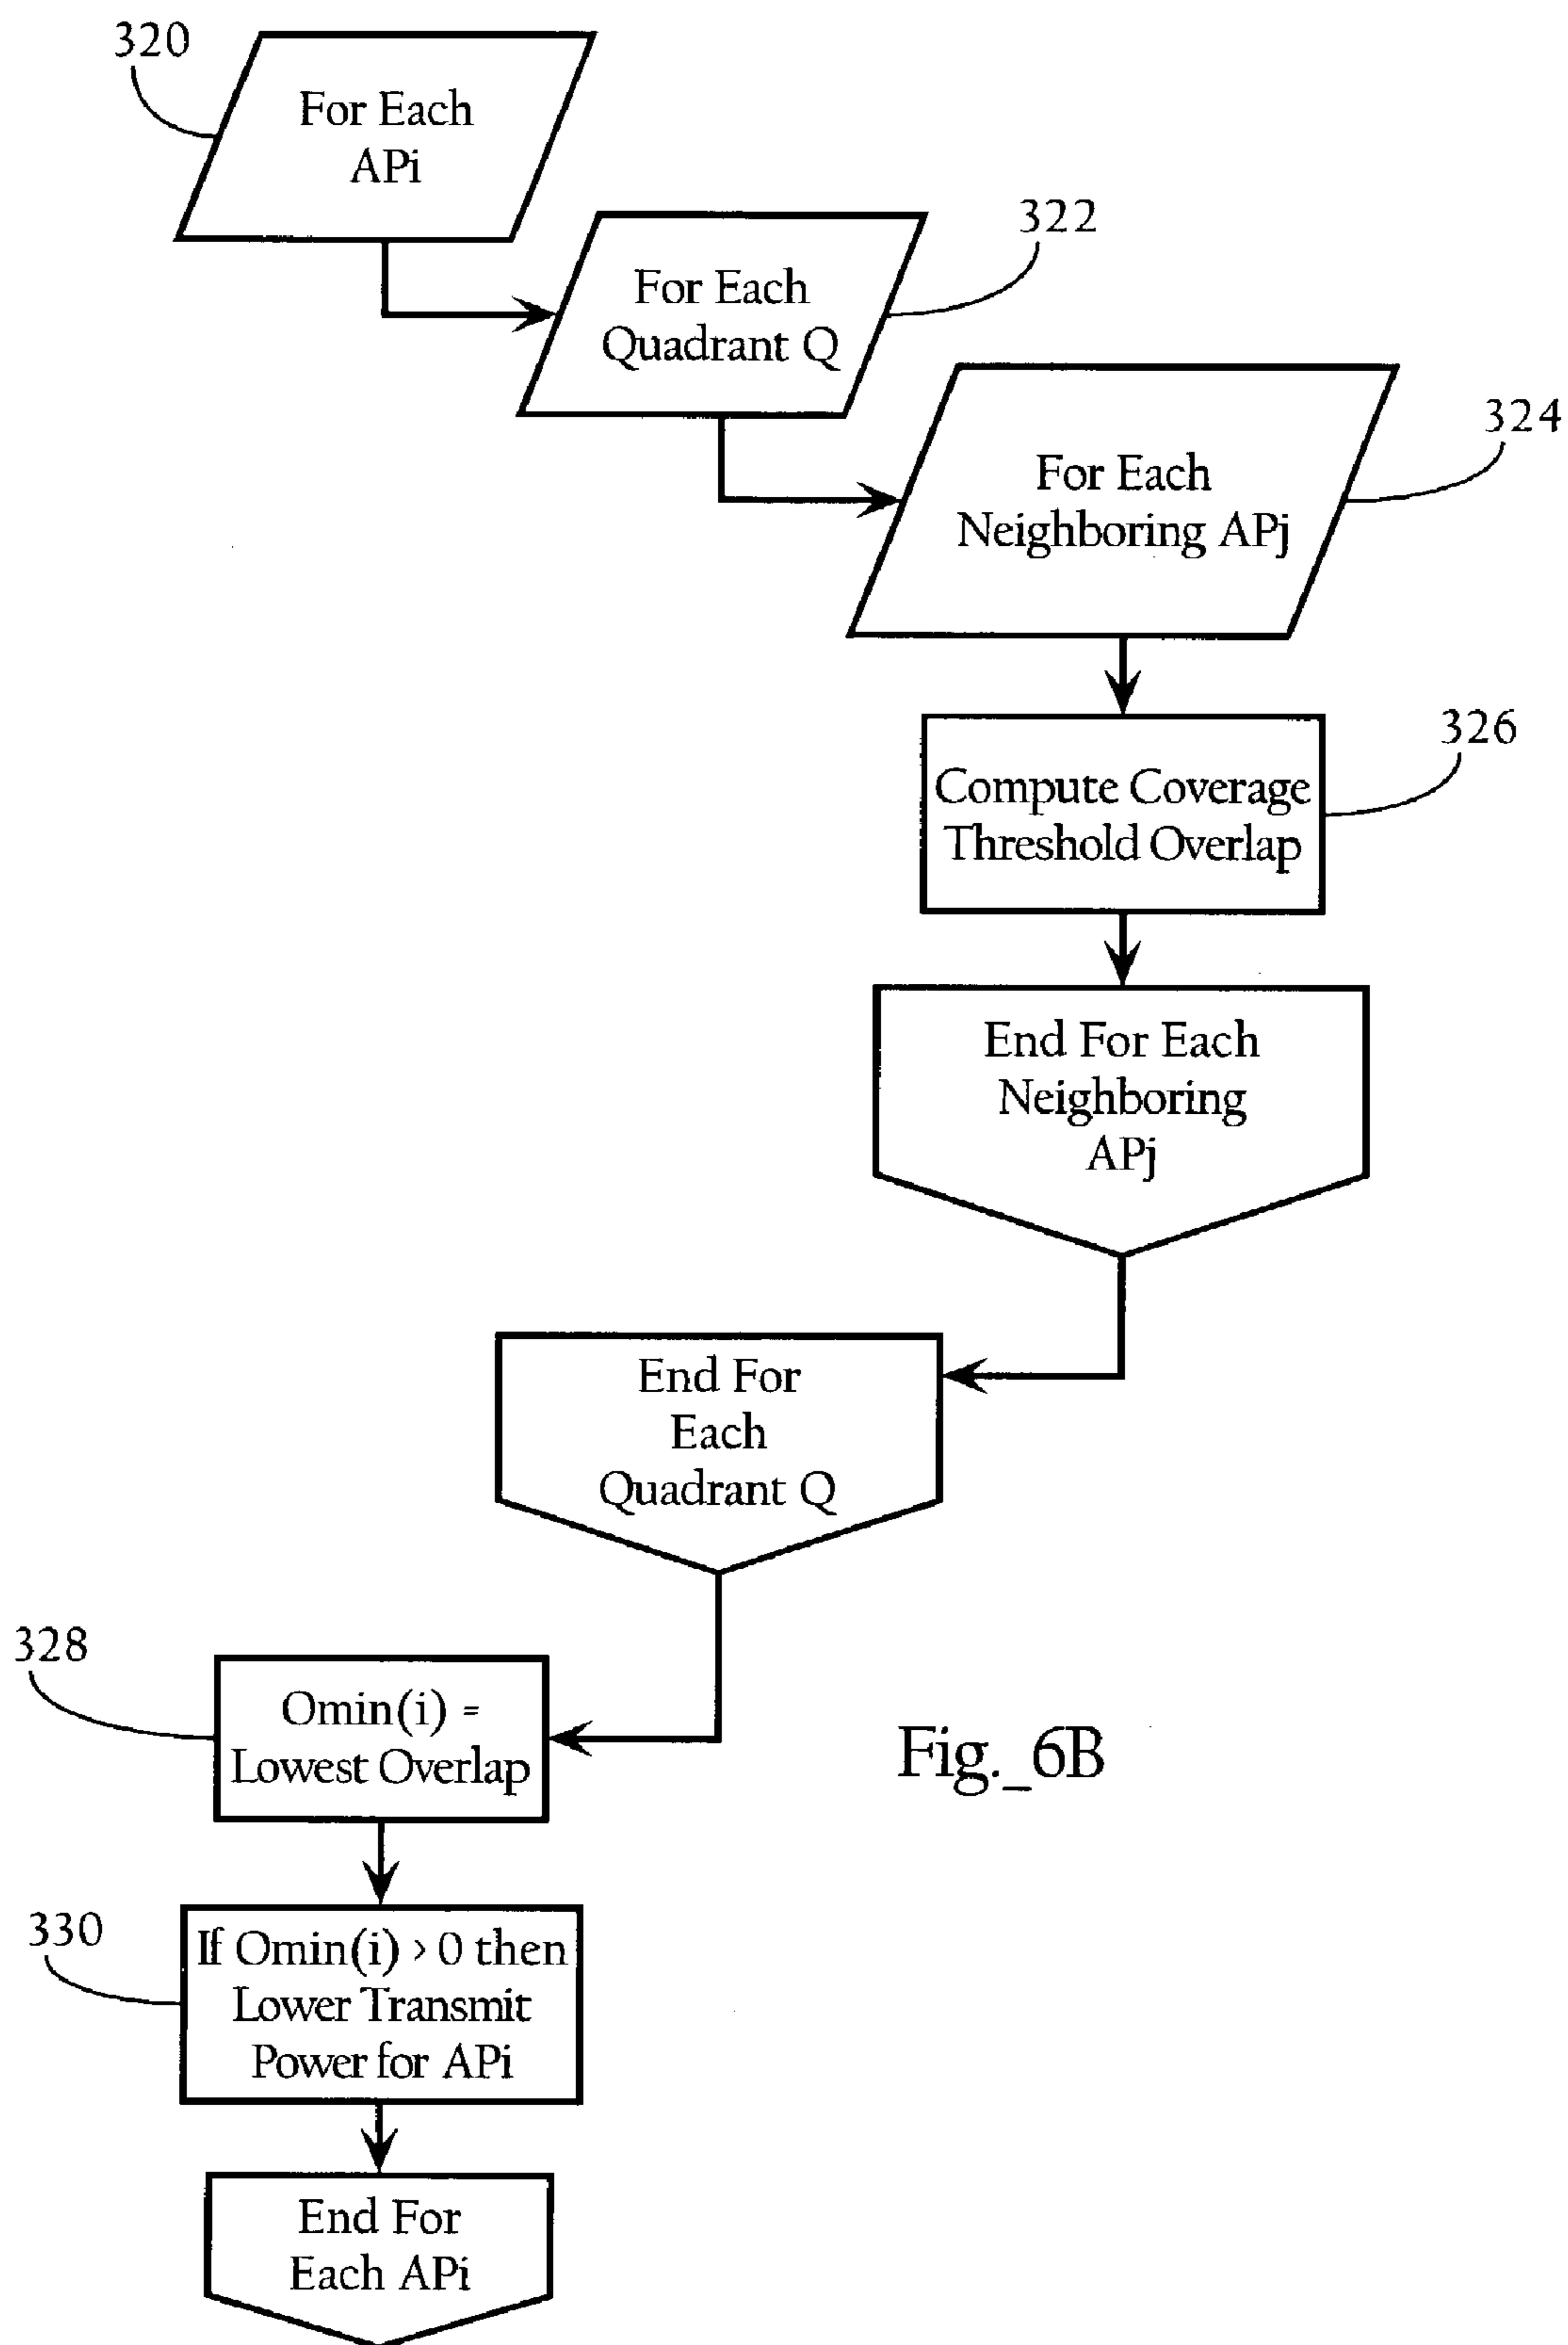 320
For Each
APi
322
For Each
Quadrant Q
324
For Each
Neighboring APj
326
Compute Coverage
Threshold Overlap
End For Each
Neighboring
APj
End For
Each
Quadrant Q
328
Omin(i) =
Lowest Overlap
Fig._6B
330
If Omin(i) > 0 then
Lower Transmit
Power for APi
End For
Each APi